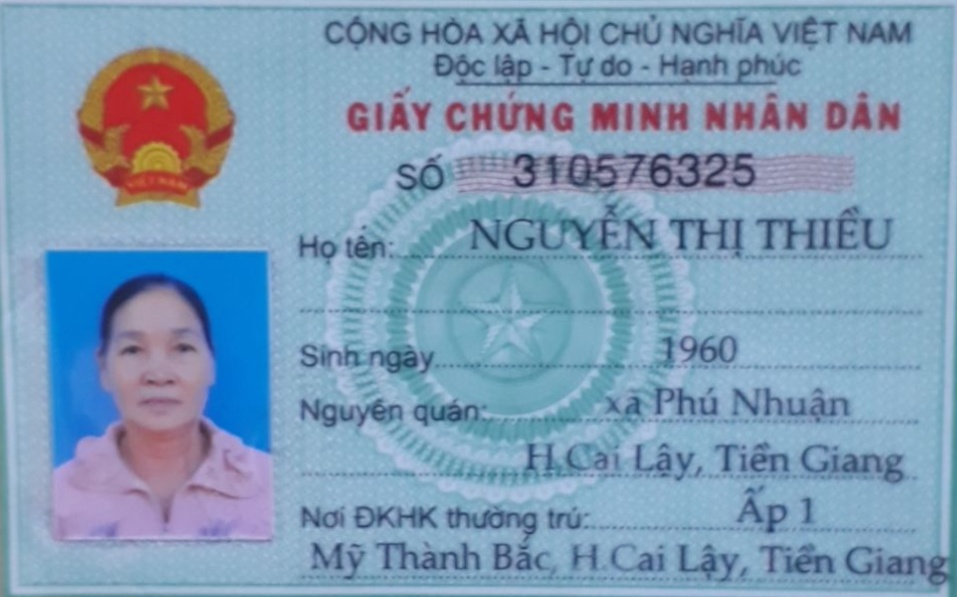 CỘNG HÒA XÃ HỘI CHỦ NGHĨA VIỆT NAM
Độc lập - Tự do - Hạnh phúc
GIẤY CHỨNG MINH NHÂN DÂN
SỐ 310576325
VIỆT NAM
Họ tên: NGUYỄN THỊ THIỀU
Sinh ngày 1960
Nguyên quán: xã Phú Nhuận
H.Cai Lậy, Tiền Giang
Nơi ĐKHK thường trú: Ấp 1
Mỹ Thành Bắc, H.Cai Lậy, Tiền Giang